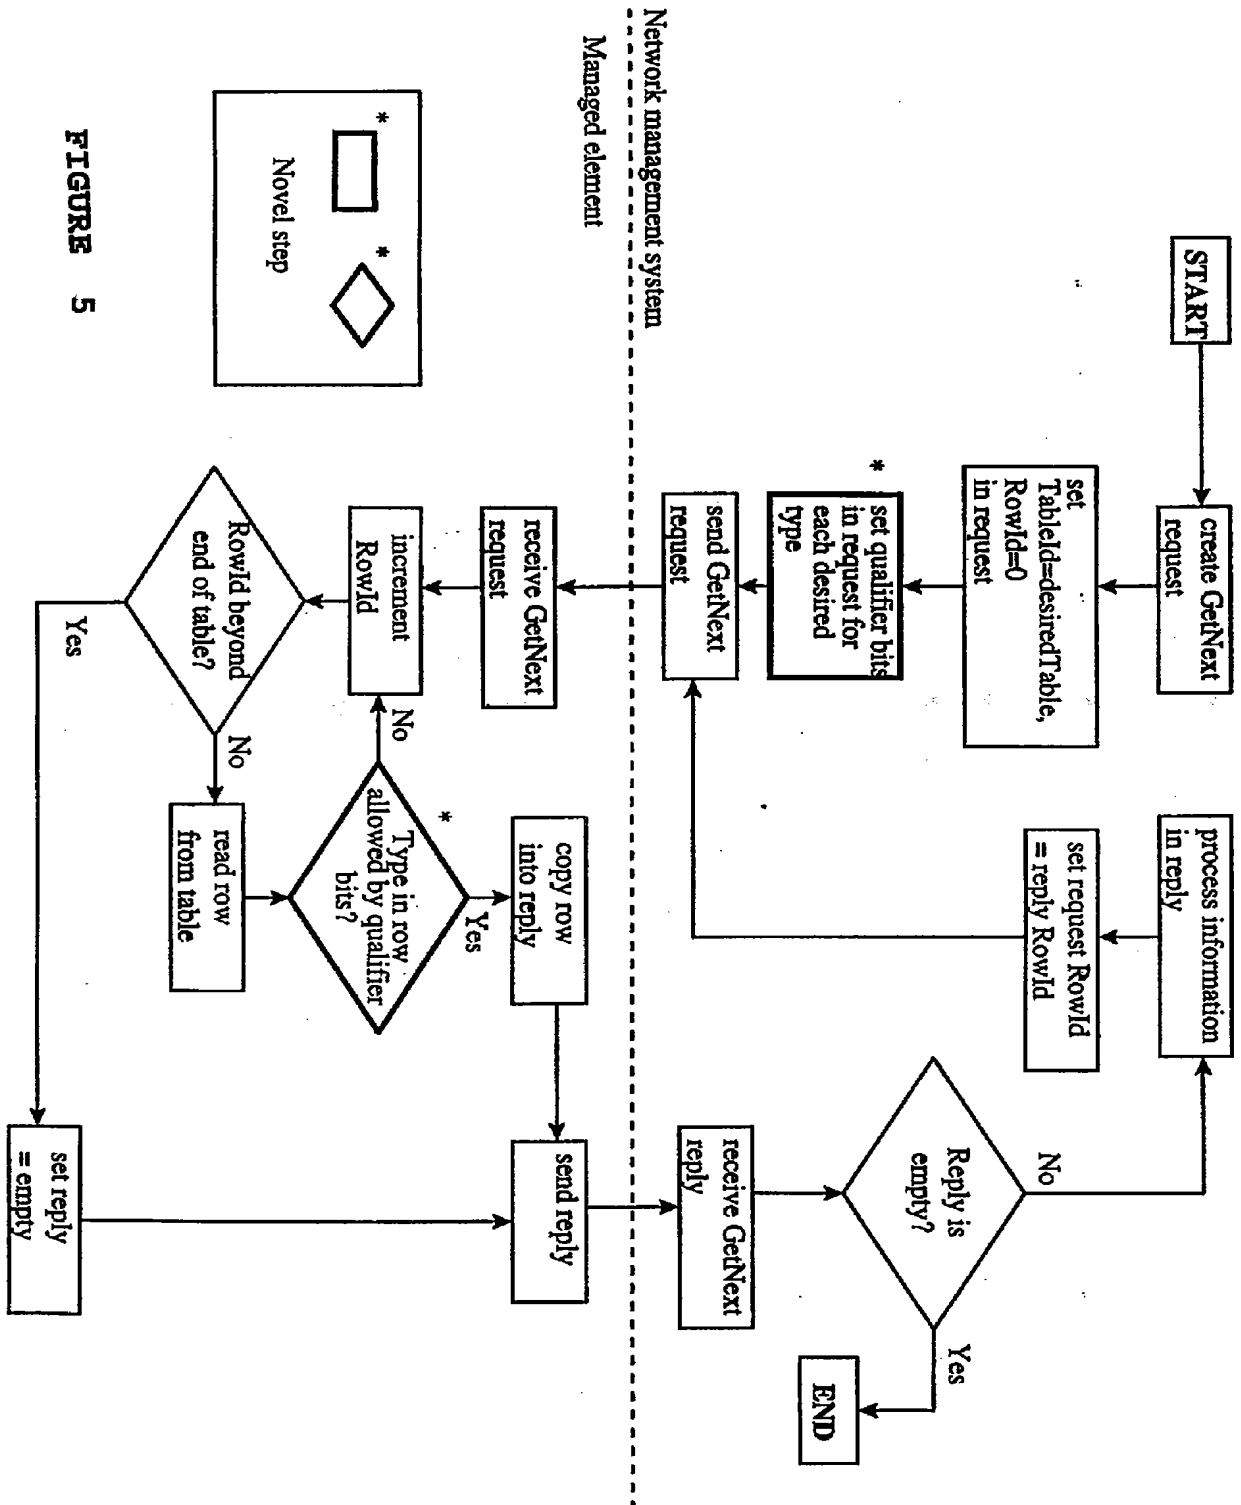 START
create GetNext
request
set
TableId=desiredTable,
RowId=0
in request
*
set qualifier bits
in request for
each desired
type
send GetNext
request
process information
in reply
set request RowId
= reply RowId
No
Reply is
empty?
Yes
END
receive GetNext
reply
Network management system
Managed element
receive GetNext
request
increment
RowId
RowId beyond
end of table?
Yes
No
read row
from table
No
*
Type in row
allowed by qualifier
bits?
Yes
copy row
into reply
send reply
set reply
= empty
* *
Novel step
FIGURE 5